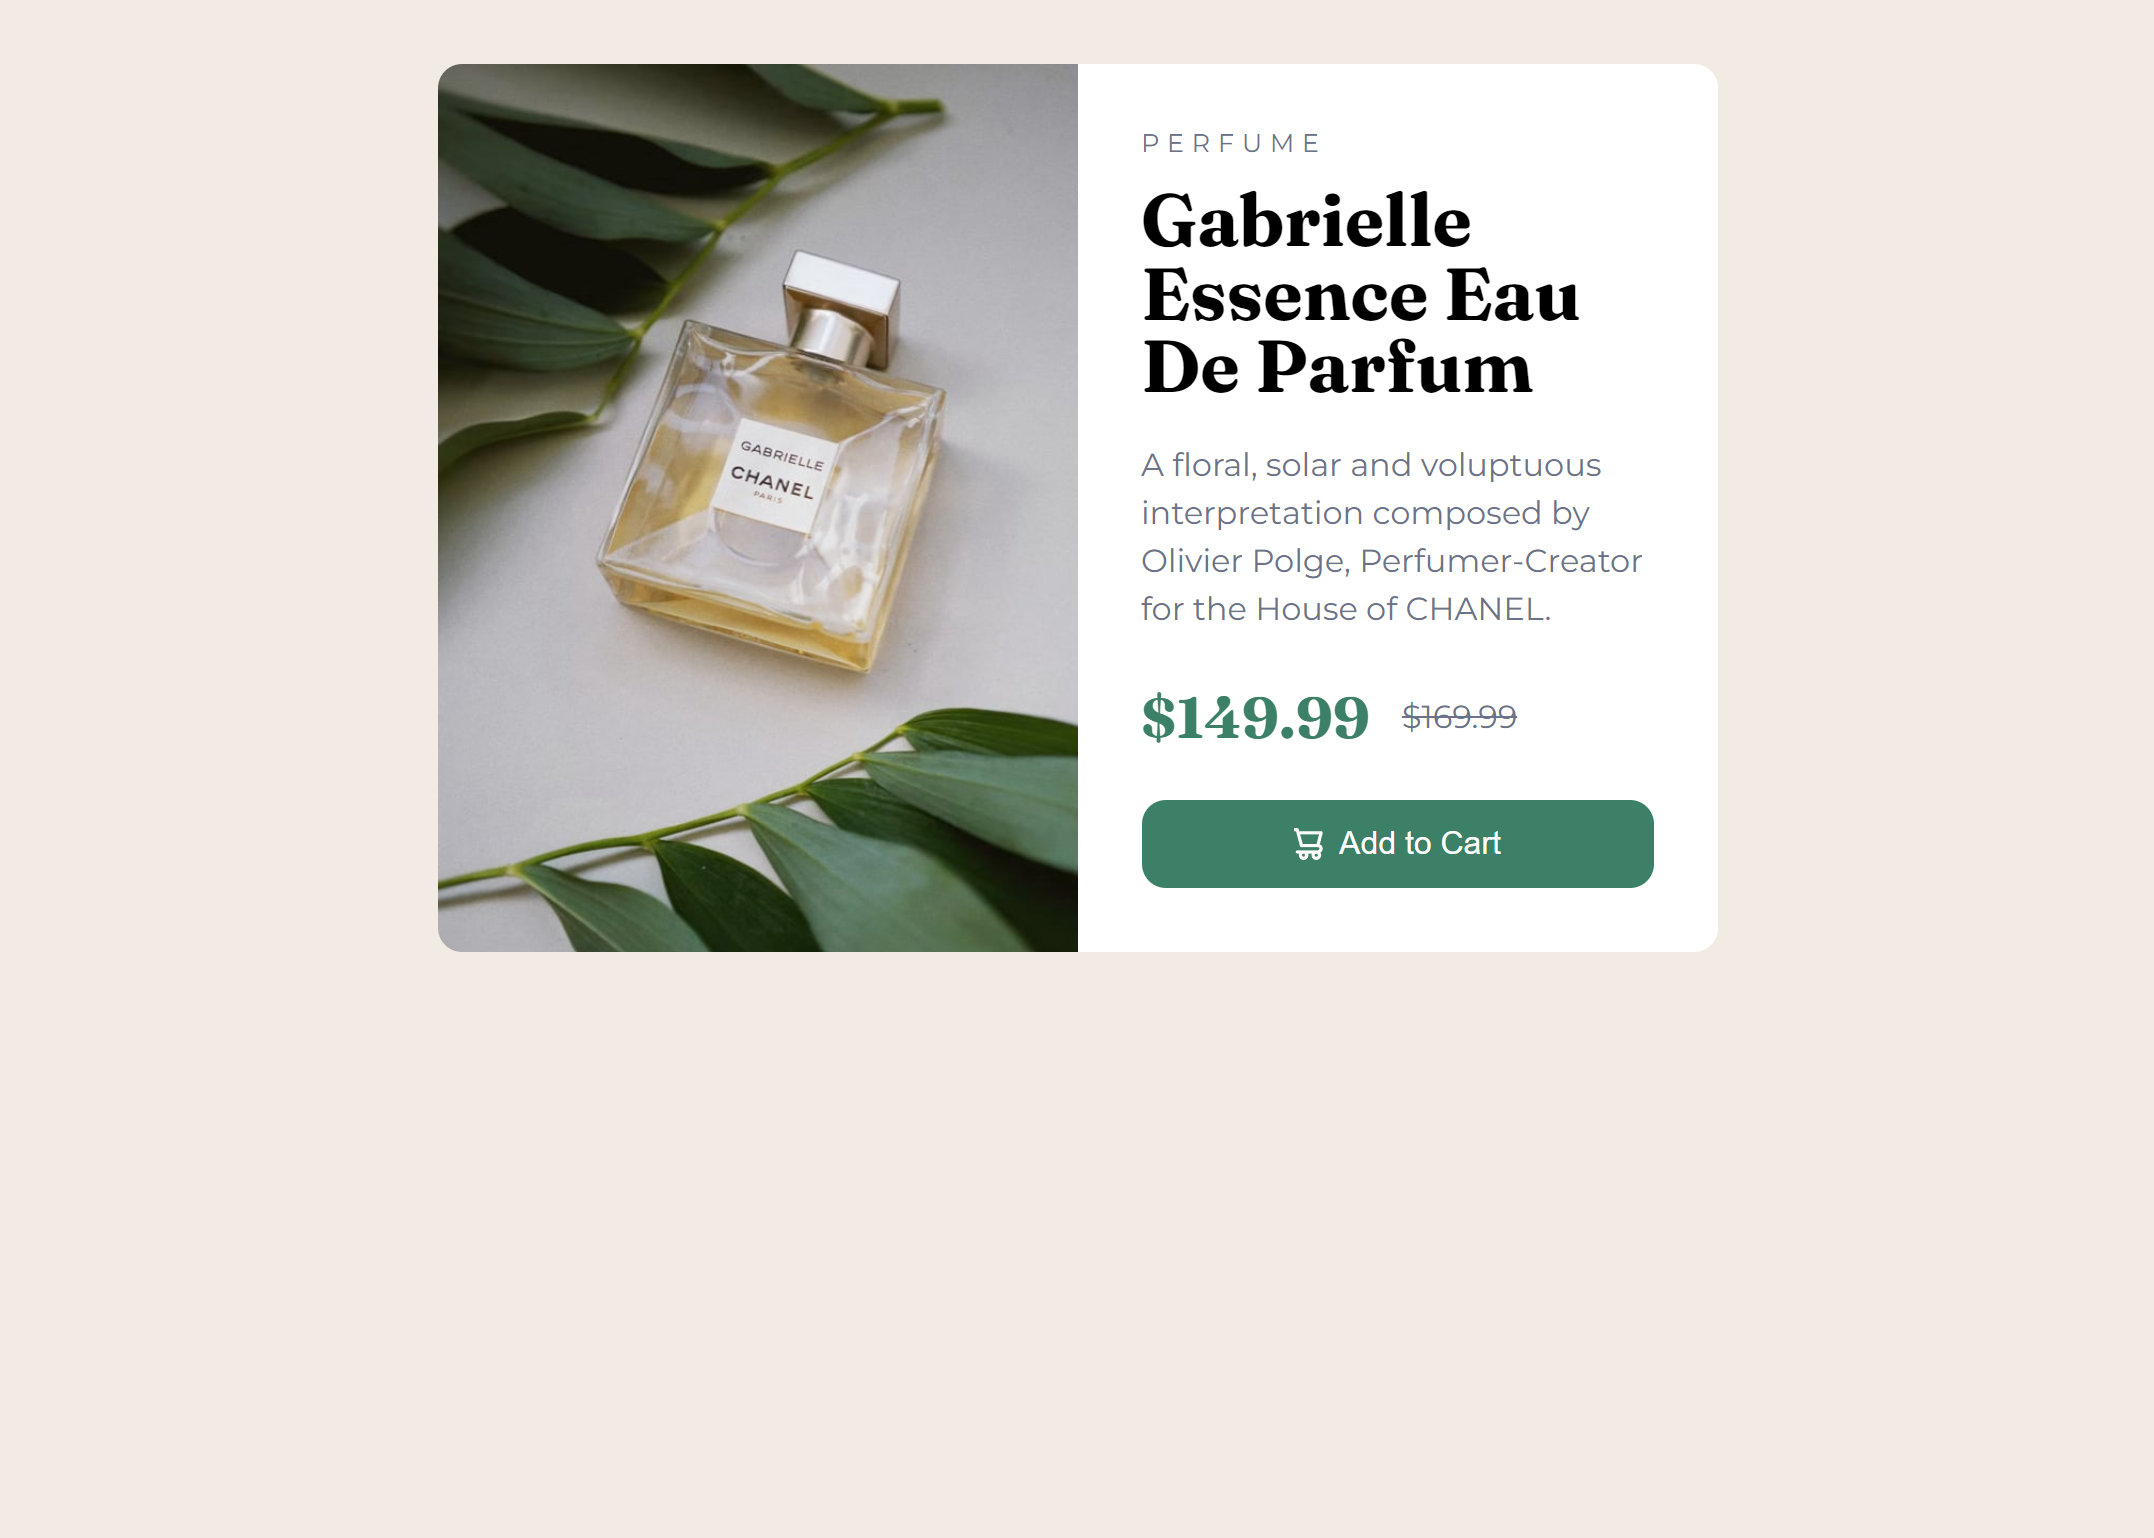 GABRIELLE
CHANEL
PARIS
PERFUME
Gabrielle
Essence Eau
De Parfum
A floral, solar and voluptuous
interpretation composed by
Olivier Polge, Perfumer-Creator
for the House of CHANEL.
$149.99 $169.99
Add to Cart